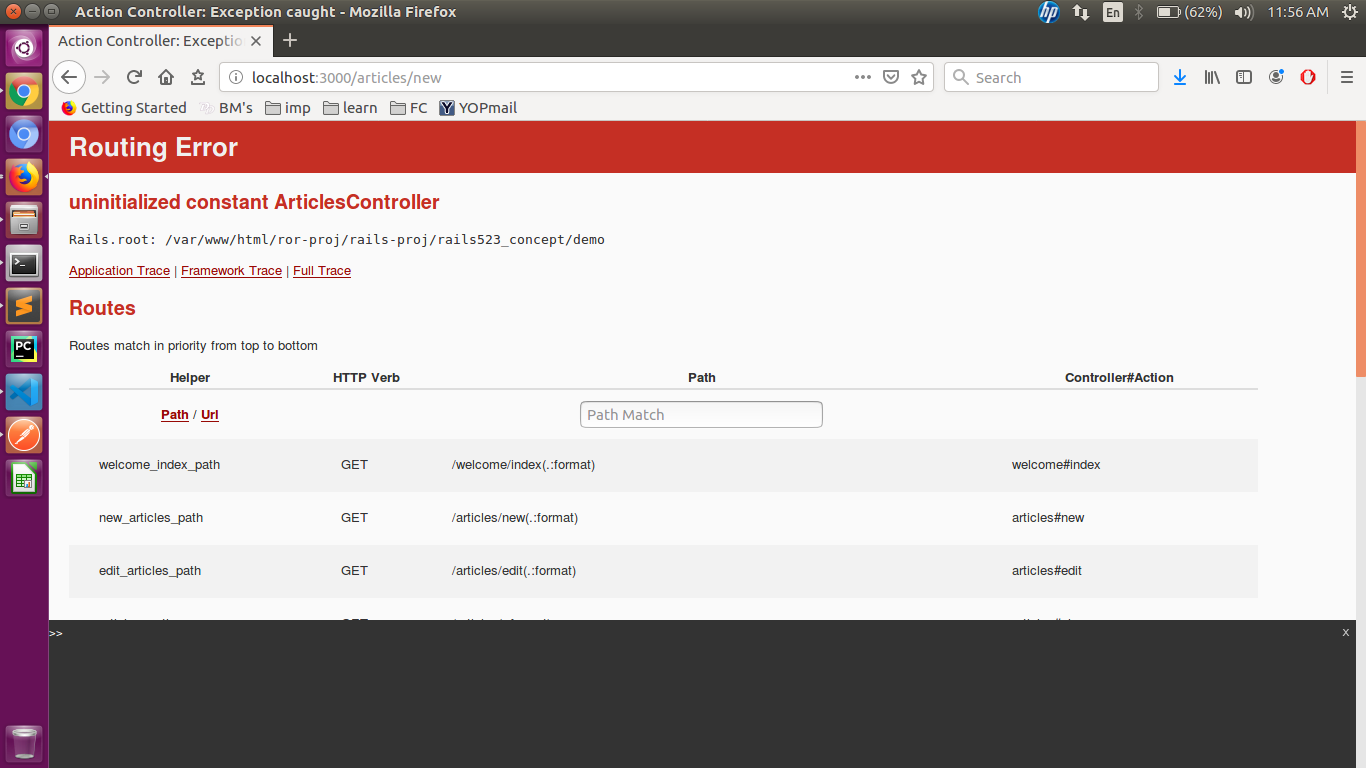 Action Controller: Exception caught - Mozilla Firefox
hp En (62%) 11:56 AM
Action Controller: Exceptio
localhost:3000/articles/new
Search
Getting Started BM's imp learn FC Y YOPmail
Routing Error
uninitialized constant ArticlesController
Rails.root: /var/www/html/ror-proj/rails-proj/rails523_concept/demo
Application Trace | Framework Trace | Full Trace
Routes
Routes match in priority from top to bottom
Helper HTTP Verb Path Controller#Action
Path / Url Path Match
welcome_index_path GET /welcome/index(.:format) welcome#index
new_articles_path GET /articles/new(.:format) articles#new
edit_articles_path GET /articles/edit(.:format) articles#edit
>> x
PC